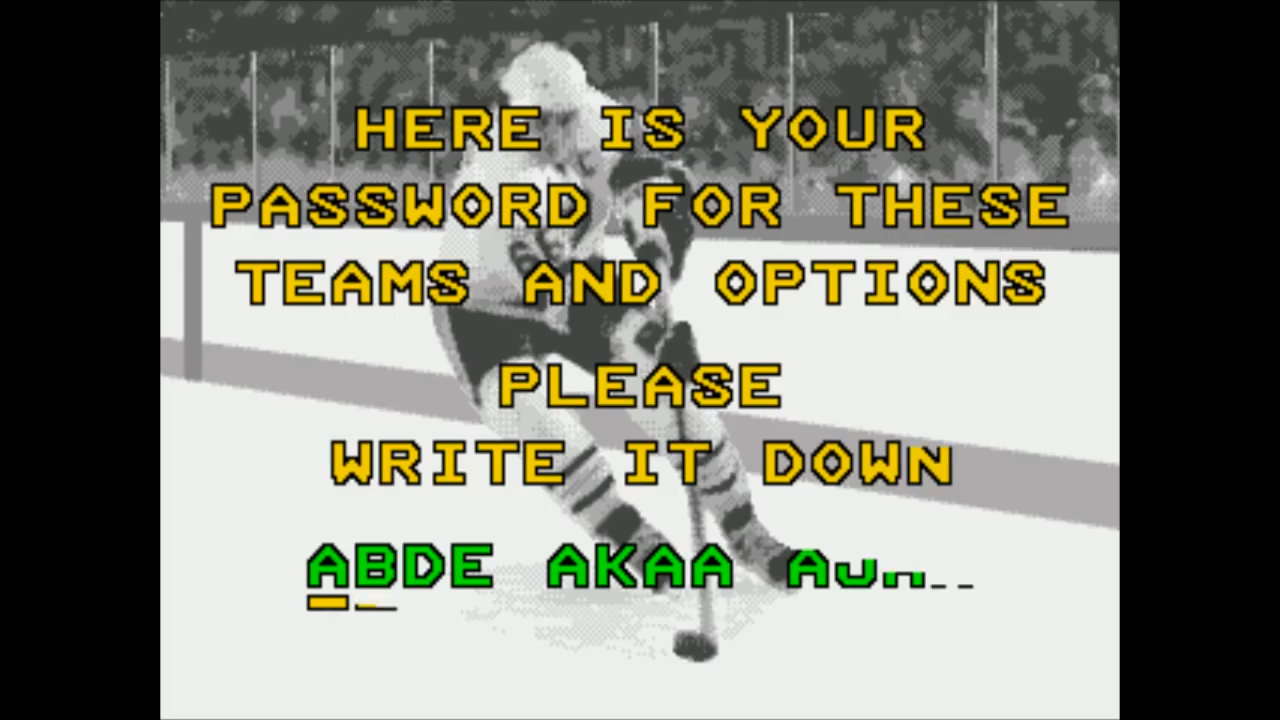 HERE IS YOUR
PASSWORD FOR THESE
TEAMS AND OPTIONS
PLEASE
WRITE IT DOWN
ABDE AKAA